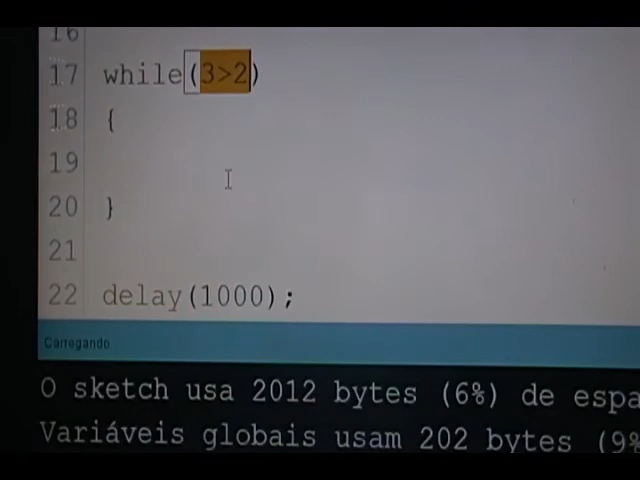 16
17 while(3>2)
18 {
19
20 }
21
22 delay(1000);
Carregando
O sketch usa 2012 bytes (6%) de espa
Variáveis globais usam 202 bytes (9%